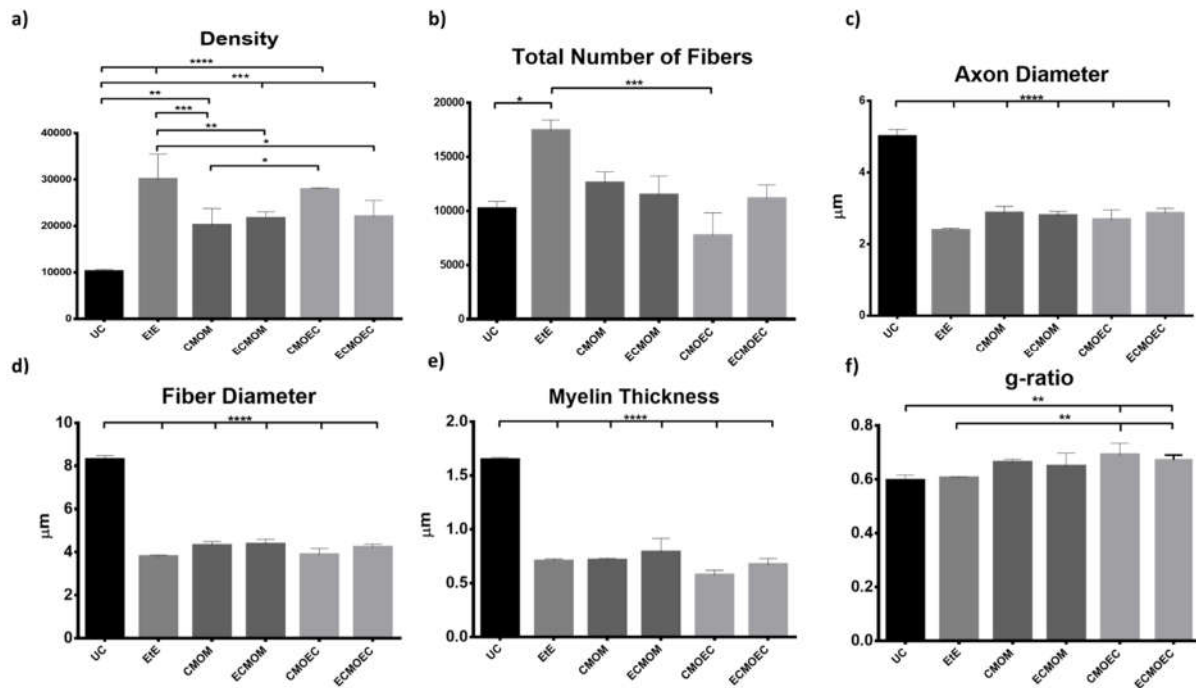 a)
Density
****
***
**
***
**
*
*
40000
30000
20000
10000
0
UC
EtE
CMOM
ECMOM
CMOEC
ECMOEC
b)
Total Number of Fibers
***
*
20000
15000
10000
5000
0
UC
EtE
CMOM
ECMOM
CMOEC
ECMOEC
c)
Axon Diameter
****
6
4
2
0
μm
UC
EtE
CMOM
ECMOM
CMOEC
ECMOEC
d)
Fiber Diameter
****
10
8
6
4
2
0
μm
UC
EtE
CMOM
ECMOM
CMOEC
ECMOEC
e)
Myelin Thickness
****
2.0
1.5
1.0
0.5
0.0
μm
UC
EtE
CMOM
ECMOM
CMOEC
ECMOEC
f)
g-ratio
**
**
0.8
0.6
0.4
0.2
0.0
UC
EtE
CMOM
ECMOM
CMOEC
ECMOEC